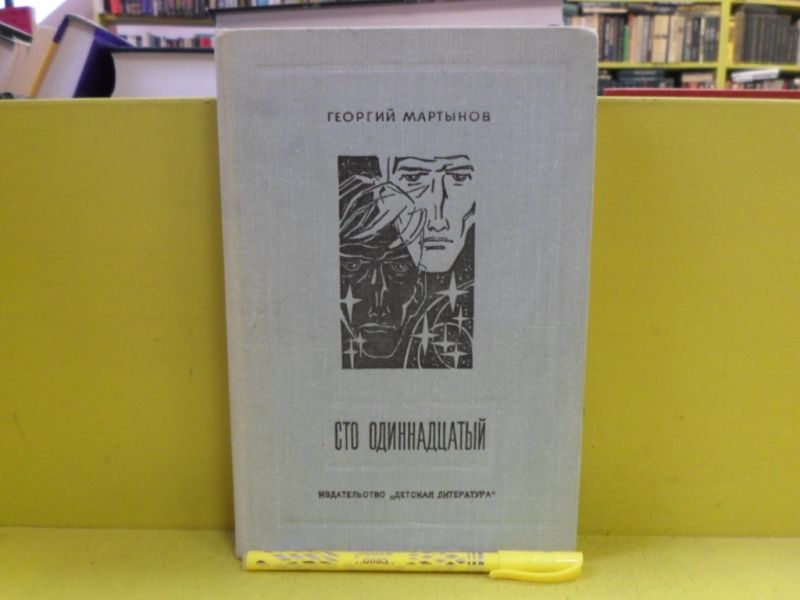 ГЕОРГИЙ МАРТЫНОВ
СТО ОДИННАДЦАТЫЙ
ИЗДАТЕЛЬСТВО „ДЕТСКАЯ ЛИТЕРАТУРА"